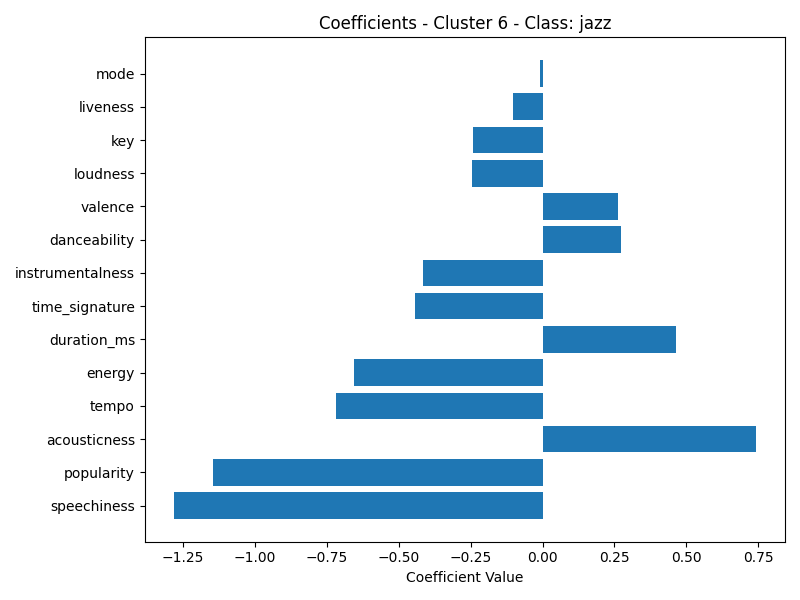 Coefficients - Cluster 6 - Class: jazz
mode
liveness
key
loudness
valence
danceability
instrumentalness
time_signature
duration_ms
energy
tempo
acousticness
popularity
speechiness
−1.25 −1.00 −0.75 −0.50 −0.25 0.00 0.25 0.50 0.75
Coefficient Value